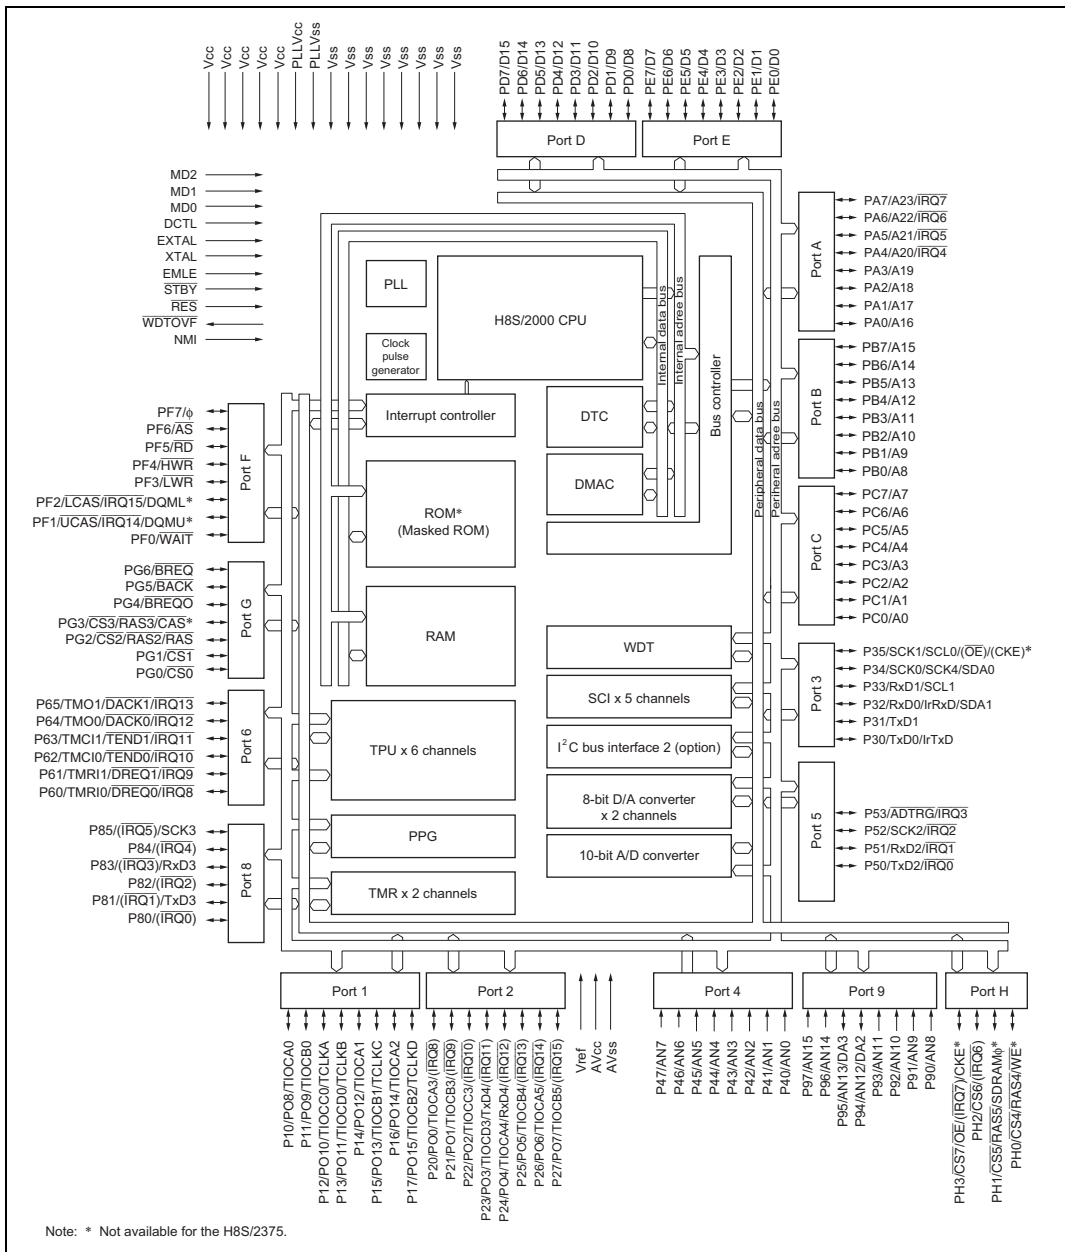 Vcc
Vcc
Vcc
Vcc
Vcc
PLLVcc
PLLVss
Vss
Vss
Vss
Vss
Vss
Vss
Vss
Vss
PD7/D15
PD6/D14
PD5/D13
PD4/D12
PD3/D11
PD2/D10
PD1/D9
PD0/D8
PE7/D7
PE6/D6
PE5/D5
PE4/D4
PE3/D3
PE2/D2
PE1/D1
PE0/D0
Port D
Port E
MD2
MD1
MD0
DCTL
EXTAL
XTAL
EMLE
STBY
RES
WDTOVF
NMI
PLL
Clock
pulse
generator
H8S/2000 CPU
Interrupt controller
ROM*
(Masked ROM)
RAM
TPU x 6 channels
PPG
TMR x 2 channels
DTC
DMAC
Internal data bus
Internal adree bus
Bus controller
Peripheral data bus
Periheral adree bus
WDT
SCI x 5 channels
I2C bus interface 2 (option)
8-bit D/A converter
x 2 channels
10-bit A/D converter
Port A
PA7/A23/IRQ7
PA6/A22/IRQ6
PA5/A21/IRQ5
PA4/A20/IRQ4
PA3/A19
PA2/A18
PA1/A17
PA0/A16
Port B
PB7/A15
PB6/A14
PB5/A13
PB4/A12
PB3/A11
PB2/A10
PB1/A9
PB0/A8
Port C
PC7/A7
PC6/A6
PC5/A5
PC4/A4
PC3/A3
PC2/A2
PC1/A1
PC0/A0
Port 3
P35/SCK1/SCL0/(OE)/(CKE)*
P34/SCK0/SCK4/SDA0
P33/RxD1/SCL1
P32/RxD0/IrRxD/SDA1
P31/TxD1
P30/TxD0/IrTxD
Port 5
P53/ADTRG/IRQ3
P52/SCK2/IRQ2
P51/RxD2/IRQ1
P50/TxD2/IRQ0
PF7/ϕ
PF6/AS
PF5/RD
PF4/HWR
PF3/LWR
PF2/LCAS/IRQ15/DQML*
PF1/UCAS/IRQ14/DQMU*
PF0/WAIT
Port F
PG6/BREQ
PG5/BACK
PG4/BREQO
PG3/CS3/RAS3/CAS*
PG2/CS2/RAS2/RAS
PG1/CS1
PG0/CS0
Port G
P65/TMO1/DACK1/IRQ13
P64/TMO0/DACK0/IRQ12
P63/TMCI1/TEND1/IRQ11
P62/TMCI0/TEND0/IRQ10
P61/TMRI1/DREQ1/IRQ9
P60/TMRI0/DREQ0/IRQ8
Port 6
P85/(IRQ5)/SCK3
P84/(IRQ4)
P83/(IRQ3)/RxD3
P82/(IRQ2)
P81/(IRQ1)/TxD3
P80/(IRQ0)
Port 8
Port 1
Port 2
Port 4
Port 9
Port H
P10/PO8/TIOCA0
P11/PO9/TIOCB0
P12/PO10/TIOCC0/TCLKA
P13/PO11/TIOCD0/TCLKB
P14/PO12/TIOCA1
P15/PO13/TIOCB1/TCLKC
P16/PO14/TIOCA2
P17/PO15/TIOCB2/TCLKD
P20/PO0/TIOCA3/(IRQ8)
P21/PO1/TIOCB3/(IRQ9)
P22/PO2/TIOCC3/(IRQ10)
P23/PO3/TIOCD3/TxD4/(IRQ11)
P24/PO4/TIOCA4/RxD4/(IRQ12)
P25/PO5/TIOCB4/(IRQ13)
P26/PO6/TIOCA5/(IRQ14)
P27/PO7/TIOCB5/(IRQ15)
Vref
AVcc
AVss
P47/AN7
P46/AN6
P45/AN5
P44/AN4
P43/AN3
P42/AN2
P41/AN1
P40/AN0
P97/AN15
P96/AN14
P95/AN13/DA3
P94/AN12/DA2
P93/AN11
P92/AN10
P91/AN9
P90/AN8
PH3/CS7/OE/(IRQ7)/CKE*
PH2/CS6/(IRQ6)
PH1/CS5/RAS5/SDRAMϕ*
PH0/CS4/RAS4/WE*
Note: * Not available for the H8S/2375.